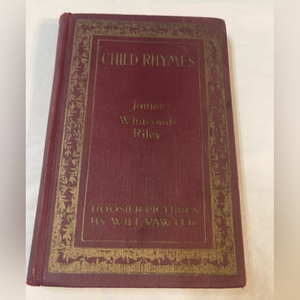 CHILD RHYMES
James
Whitcomb
Riley
HOOSIER PICTURES
By WILL VAWTER